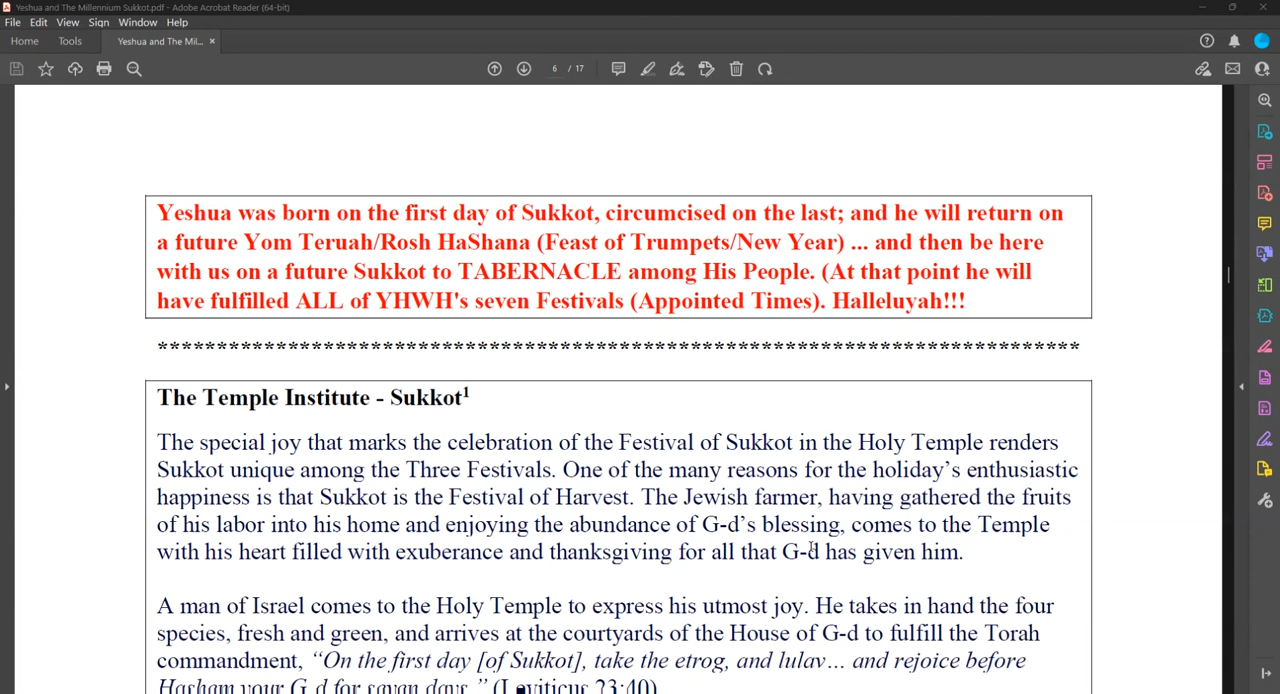 Yeshua and The Millennium Sukkot.pdf - Adobe Acrobat Reader (64-bit)
File Edit View Sign Window Help
Home Tools Yeshua and The Mil... ×
6 / 17
Yeshua was born on the first day of Sukkot, circumcised on the last; and he will return on
a future Yom Teruah/Rosh HaShana (Feast of Trumpets/New Year) ... and then be here
with us on a future Sukkot to TABERNACLE among His People. (At that point he will
have fulfilled ALL of YHWH's seven Festivals (Appointed Times). Halleluyah!!!
******************************************************************************
The Temple Institute - Sukkot¹
The special joy that marks the celebration of the Festival of Sukkot in the Holy Temple renders
Sukkot unique among the Three Festivals. One of the many reasons for the holiday’s enthusiastic
happiness is that Sukkot is the Festival of Harvest. The Jewish farmer, having gathered the fruits
of his labor into his home and enjoying the abundance of G-d’s blessing, comes to the Temple
with his heart filled with exuberance and thanksgiving for all that G-d has given him.
A man of Israel comes to the Holy Temple to express his utmost joy. He takes in hand the four
species, fresh and green, and arrives at the courtyards of the House of G-d to fulfill the Torah
commandment, “On the first day [of Sukkot], take the etrog, and lulav… and rejoice before
Hashem your G-d for seven days.” (Leviticus 23:40)